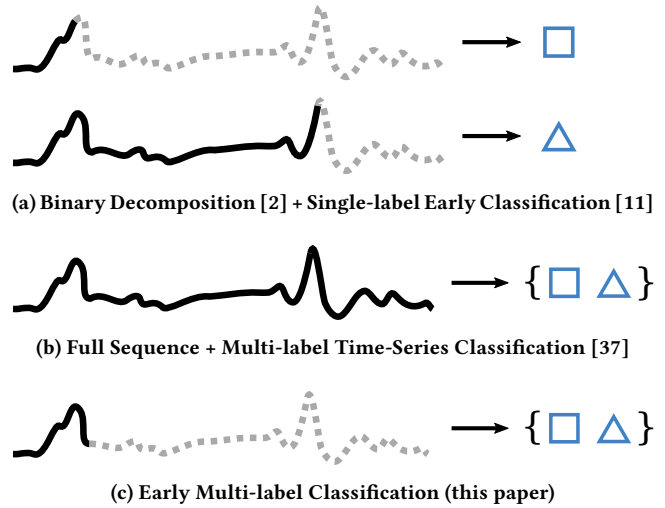 (a) Binary Decomposition [2] + Single-label Early Classification [11]
{ }
(b) Full Sequence + Multi-label Time-Series Classification [37]
{ }
(c) Early Multi-label Classification (this paper)